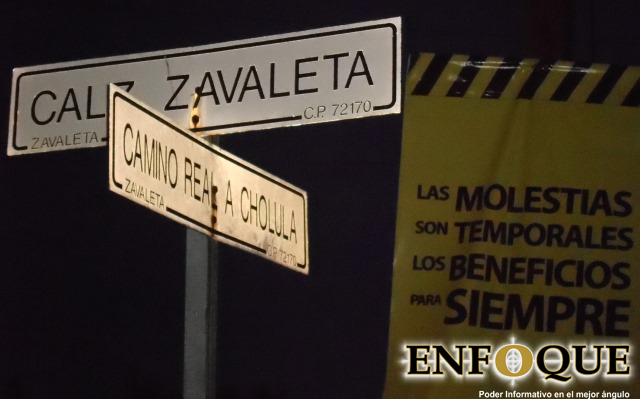 CALZ ZAVALETA
ZAVALETA
C.P. 72170
CAMINO REAL A CHOLULA
ZAVALETA
C.P. 72170
LAS MOLESTIAS
SON TEMPORALES
LOS BENEFICIOS
PARA SIEMPRE
ENFOQUE
Poder Informativo en el mejor ángulo